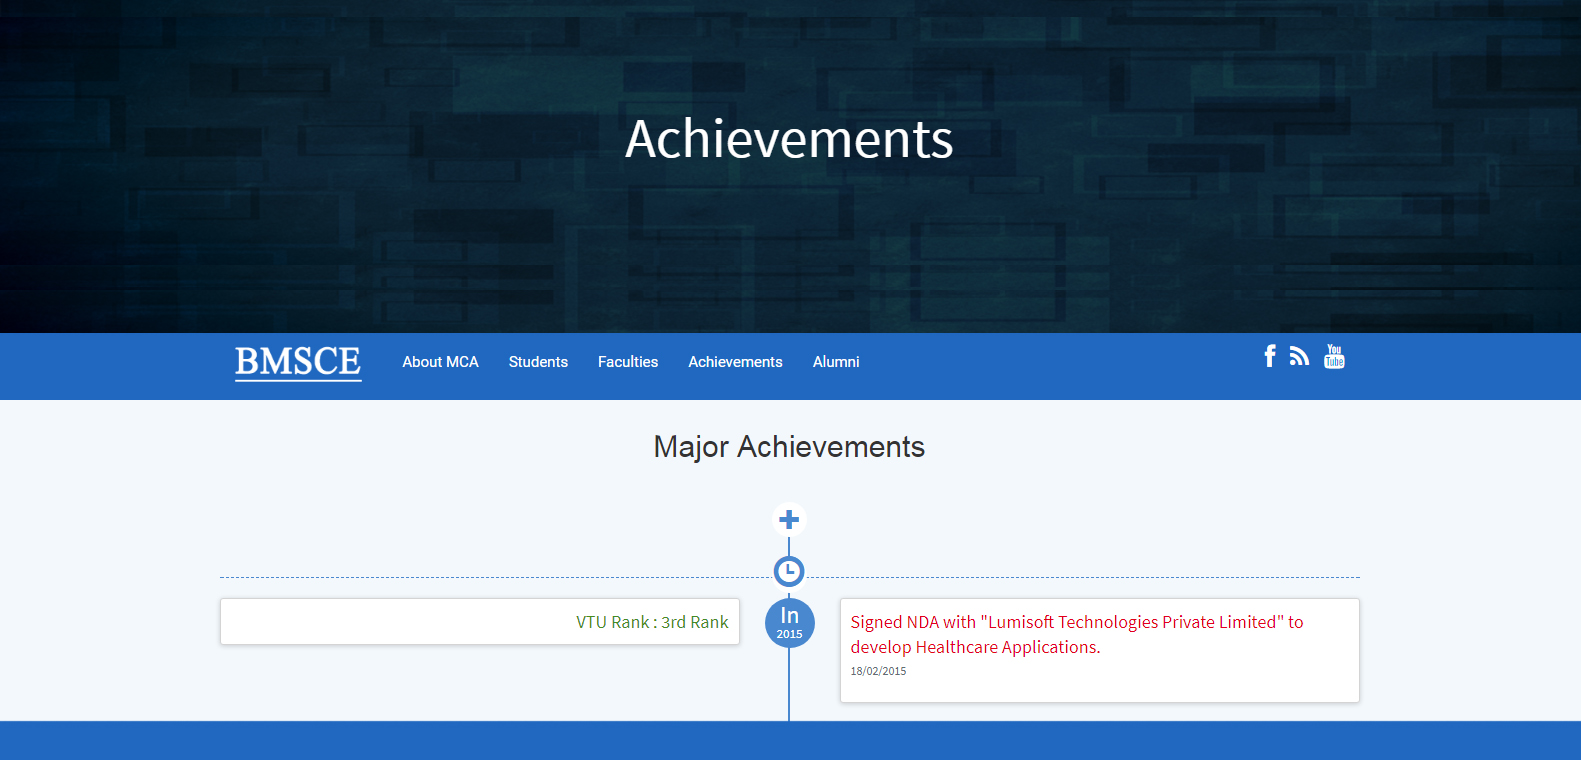 Achievements
BMSCE
About MCA
Students
Faculties
Achievements
Alumni
f
You
Tube
Major Achievements
VTU Rank : 3rd Rank
In
2015
Signed NDA with "Lumisoft Technologies Private Limited" to
develop Healthcare Applications.
18/02/2015